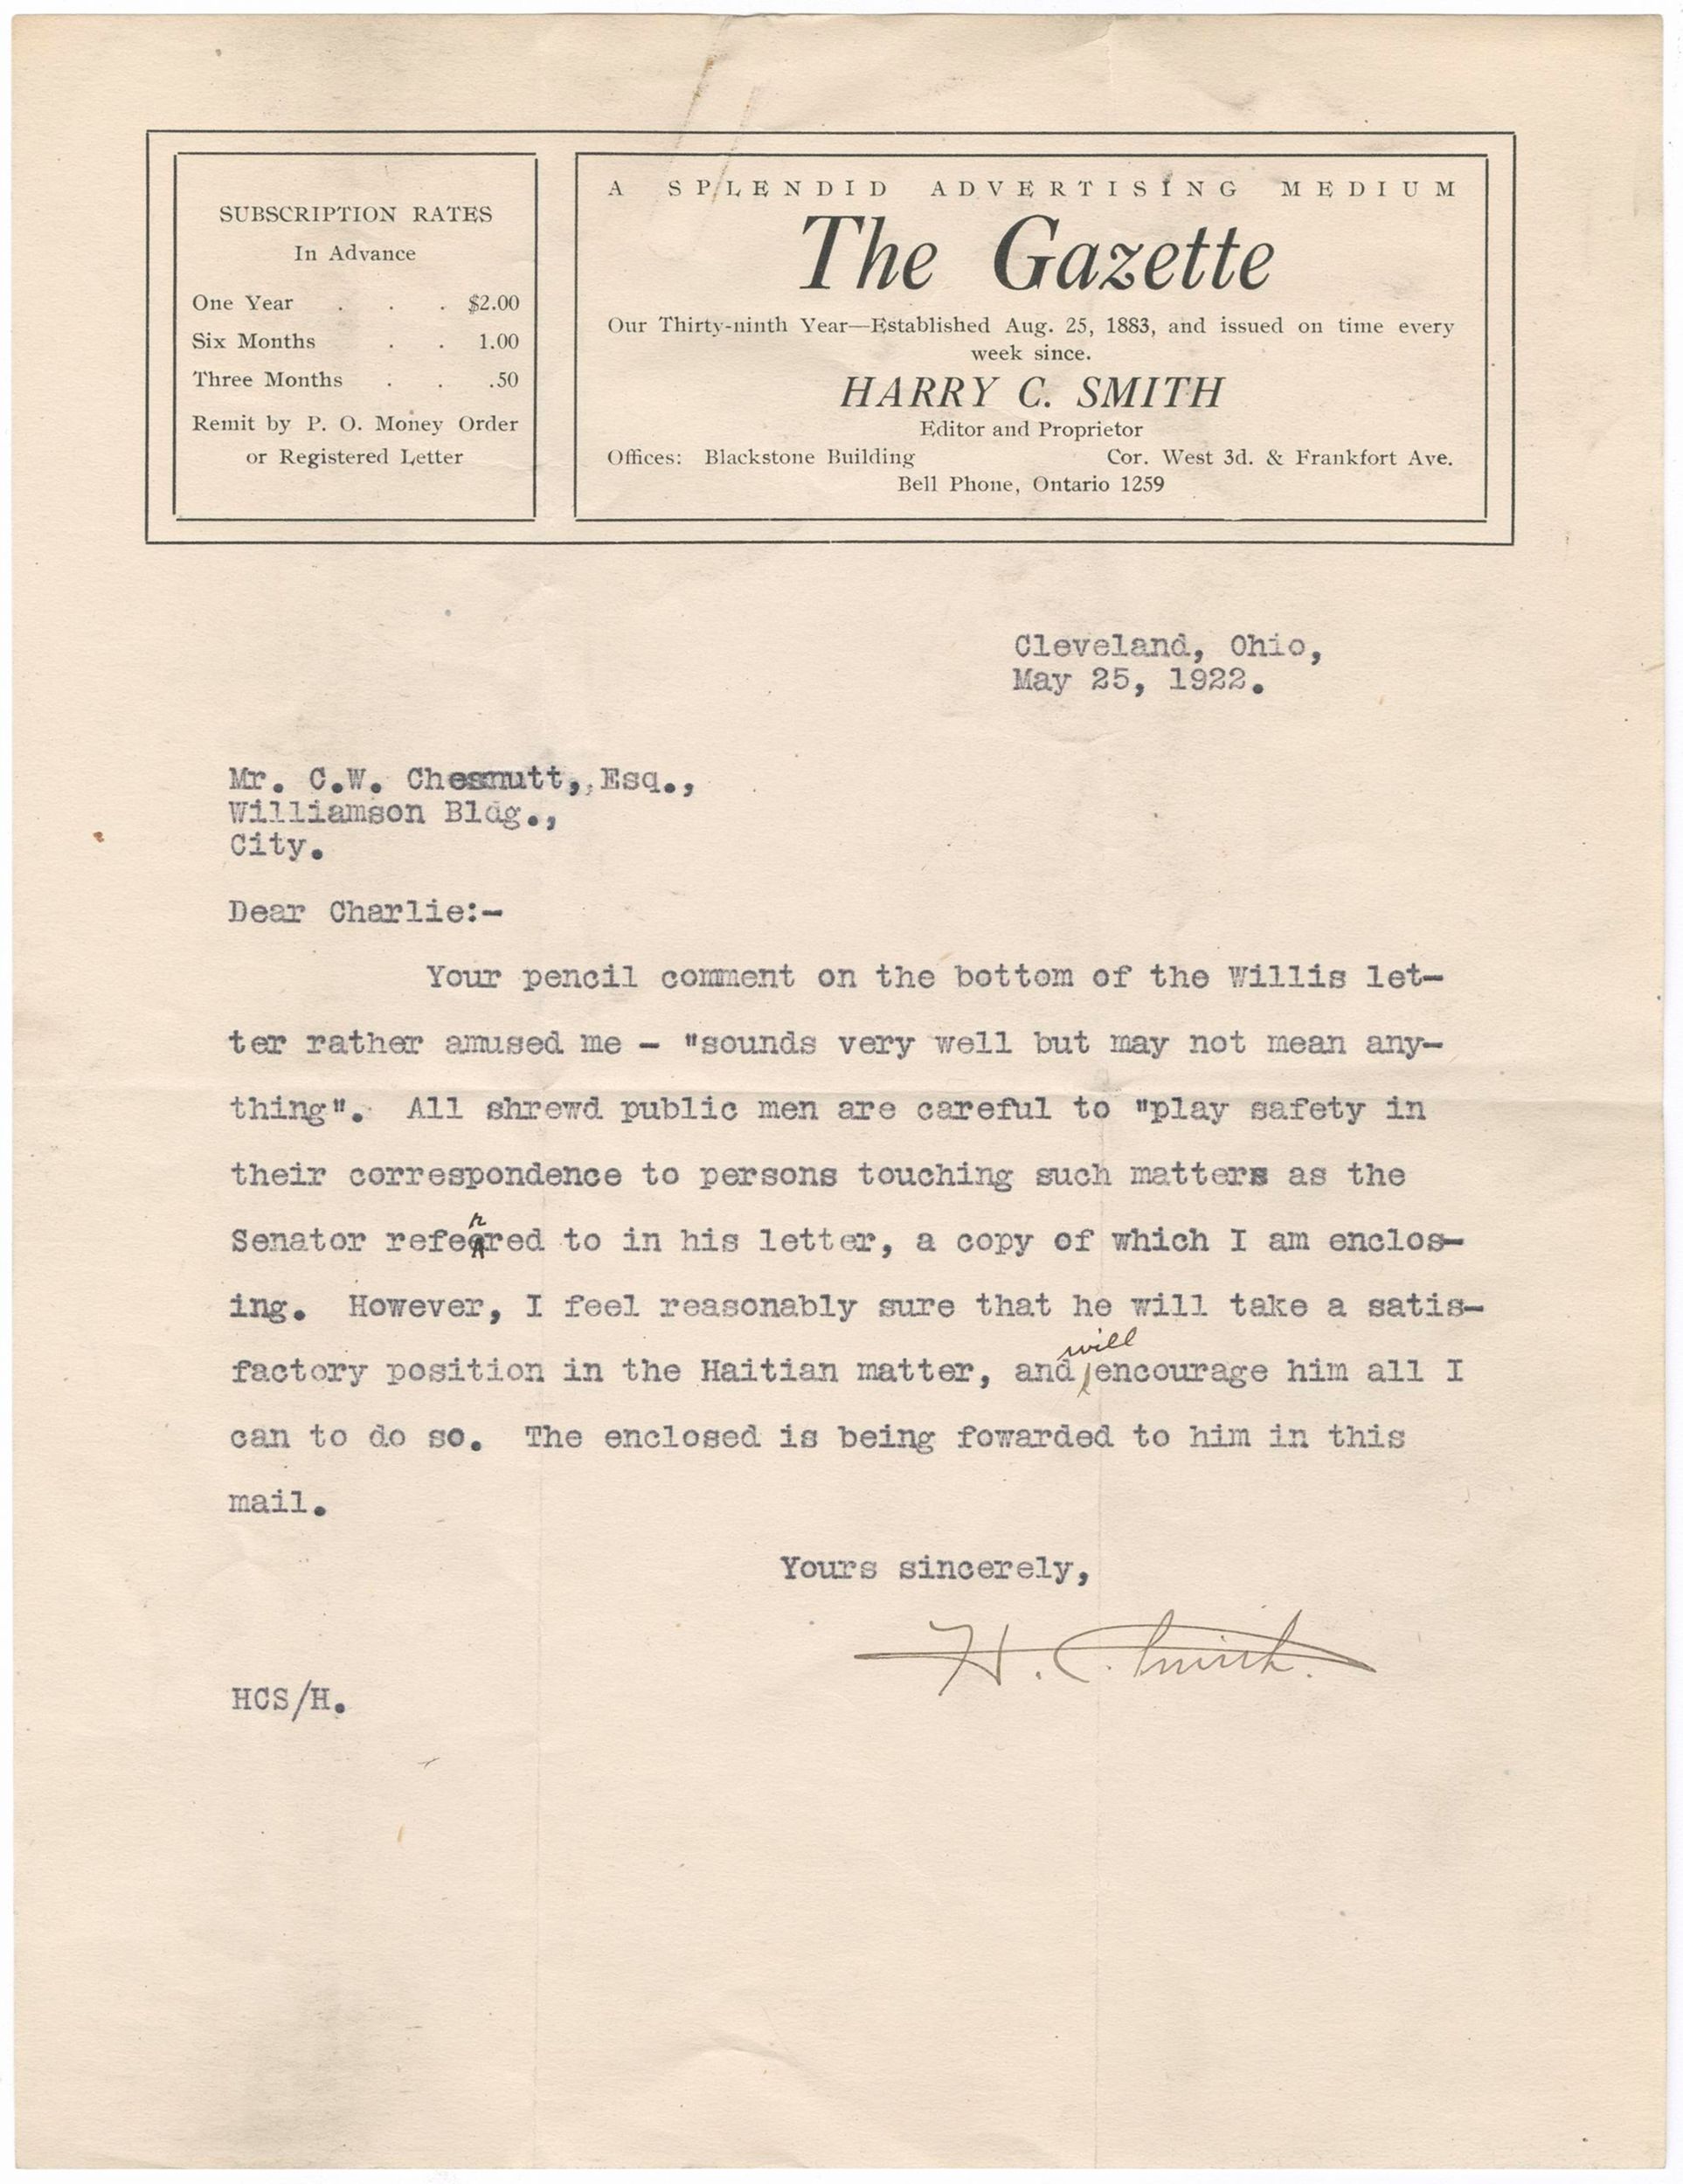 SUBSCRIPTION RATES
In Advance
One Year . . . $2.00
Six Months . . 1.00
Three Months . . .50
Remit by P. O. Money Order
or Registered Letter
A SPLENDID ADVERTISING MEDIUM
The Gazette
Our Thirty-ninth Year—Established Aug. 25, 1883, and issued on time every
week since.
HARRY C. SMITH
Editor and Proprietor
Offices: Blackstone Building Cor. West 3d. & Frankfort Ave.
Bell Phone, Ontario 1259
Cleveland, Ohio,
May 25, 1922.
Mr. C.W. Chesnutt,, Esq.,
Williamson Bldg.,
City.
Dear Charlie:-
Your pencil comment on the bottom of the Willis let-
ter rather amused me - "sounds very well but may not mean any-
thing". All shrewd public men are careful to "play safety in
their correspondence to persons touching such matters as the
r
Senator refered to in his letter, a copy of which I am enclos-
ing. However, I feel reasonably sure that he will take a satis-
will
factory position in the Haitian matter, and encourage him all I
can to do so. The enclosed is being fowarded to him in this
mail.
Yours sincerely,
H. C. Smith.
HCS/H.